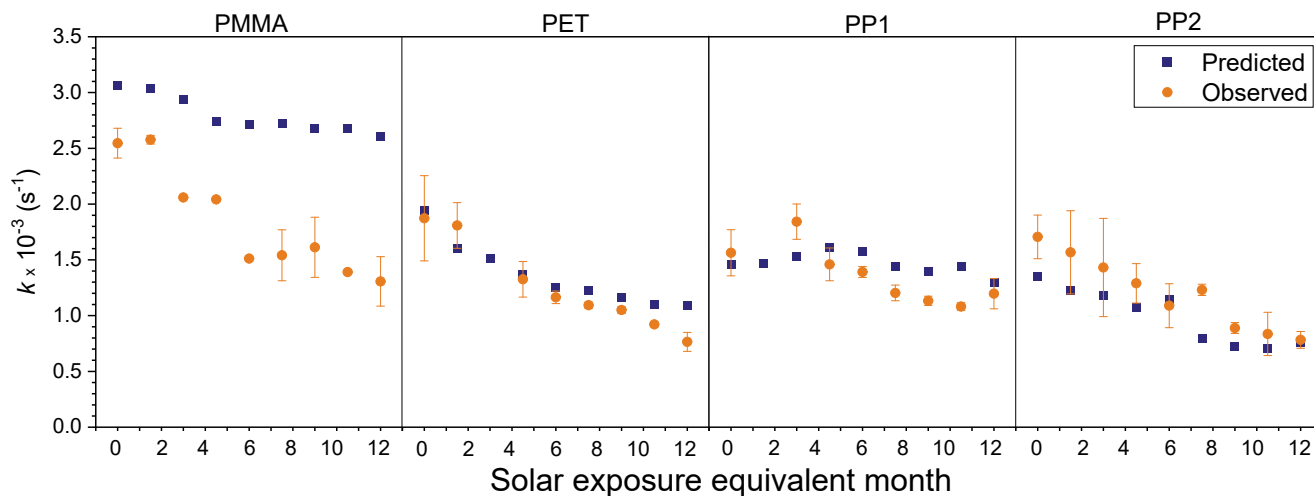 PMMA PET PP1 PP2
3.5
3.0
2.5
2.0
1.5
1.0
0.5
0.0
k × 10⁻³ (s⁻¹)
Predicted
Observed
0 2 4 6 8 10 12 0 2 4 6 8 10 12 0 2 4 6 8 10 12 0 2 4 6 8 10 12
Solar exposure equivalent month